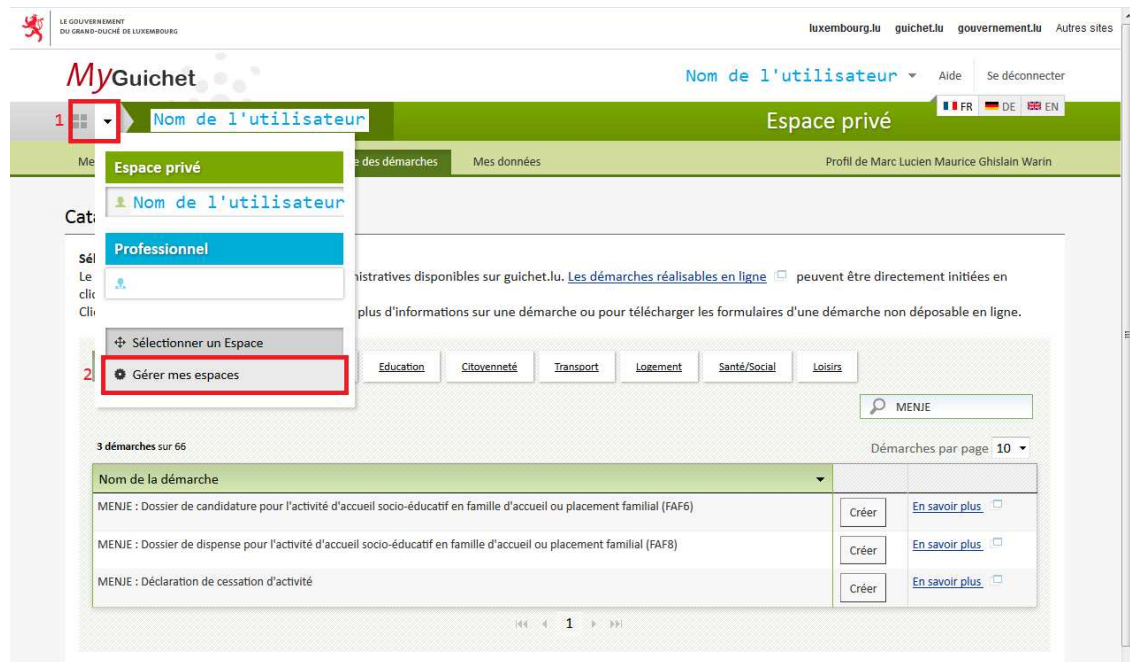 LE GOUVERNEMENT
DU GRAND-DUCHÉ DE LUXEMBOURG
luxembourg.lu guichet.lu gouvernement.lu Autres sites
MyGuichet
Nom de l'utilisateur Aide Se déconnecter
FR DE EN
1 Nom de l'utilisateur Espace privé
Me e des démarches Mes données Profil de Marc Lucien Maurice Ghislain Warin
Espace privé
Nom de l'utilisateur
Cat
Professionnel
Sél
Le nistratives disponibles sur guichet.lu. Les démarches réalisables en ligne peuvent être directement initiées en
clic
Cli plus d'informations sur une démarche ou pour télécharger les formulaires d'une démarche non déposable en ligne.
Sélectionner un Espace
2 Gérer mes espaces Education Citoyenneté Transport Logement Santé/Social Loisirs
MENJE
3 démarches sur 66 Démarches par page 10
Nom de la démarche
MENJE : Dossier de candidature pour l'activité d'accueil socio-éducatif en famille d'accueil ou placement familial (FAF6) Créer En savoir plus
MENJE : Dossier de dispense pour l'activité d'accueil socio-éducatif en famille d'accueil ou placement familial (FAF8) Créer En savoir plus
MENJE : Déclaration de cessation d'activité Créer En savoir plus
1